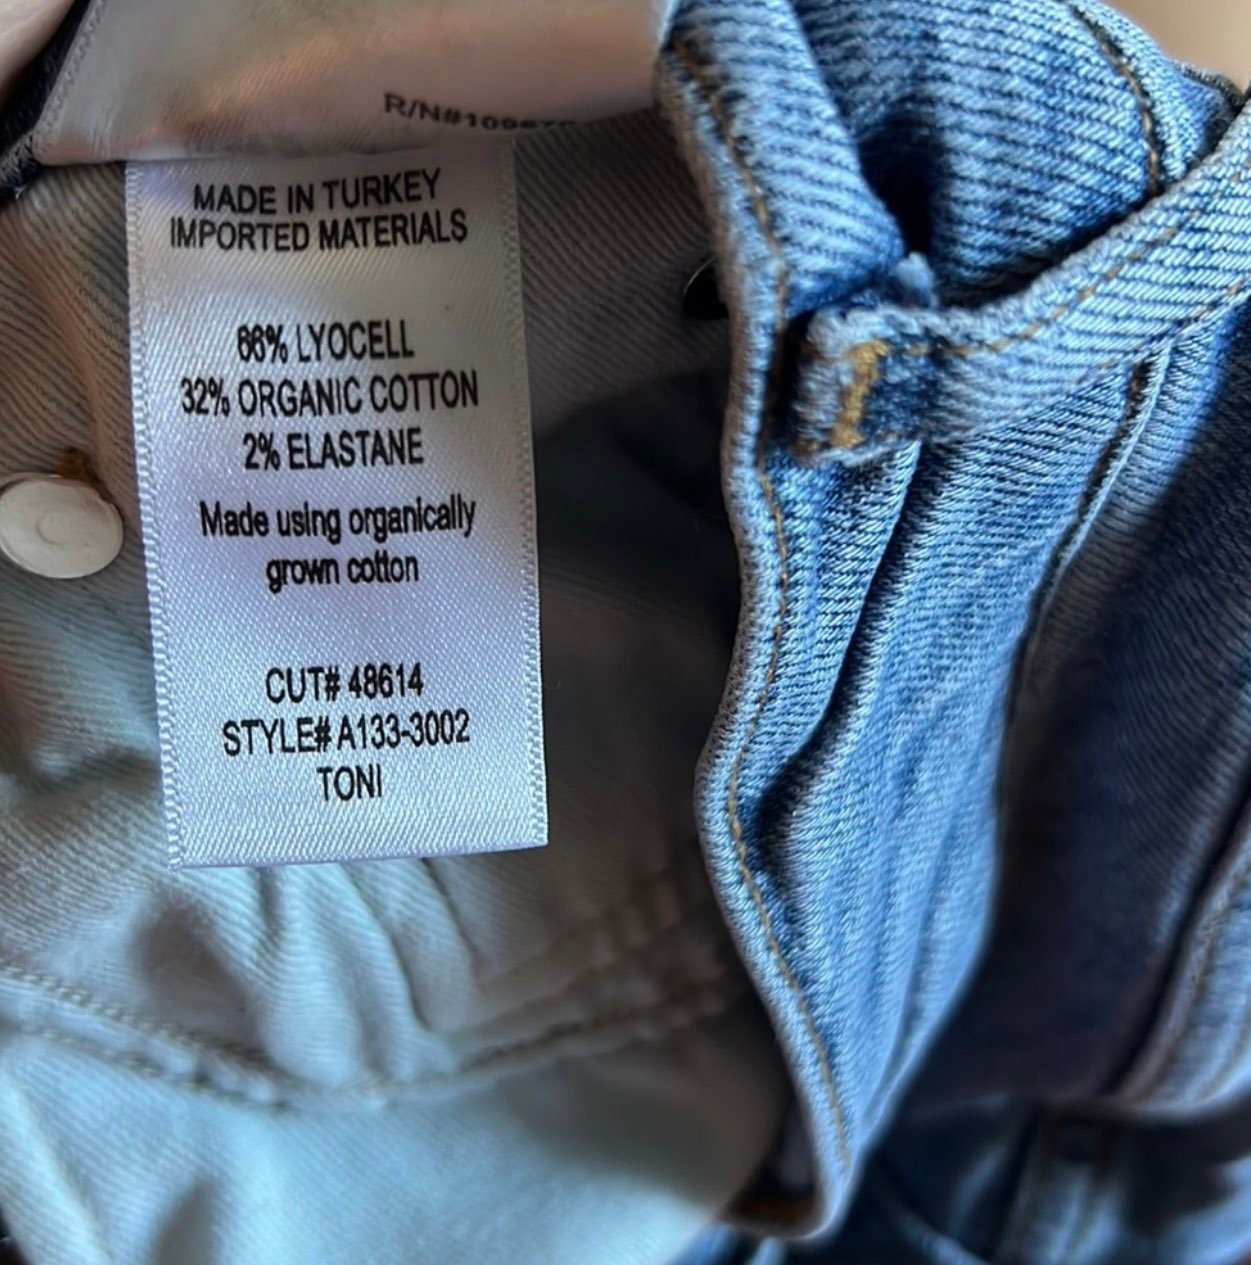 MADE IN TURKEY
IMPORTED MATERIALS
66% LYOCELL
32% ORGANIC COTTON
2% ELASTANE
Made using organically
grown cotton
CUT# 48614
STYLE# A133-3002
TONI